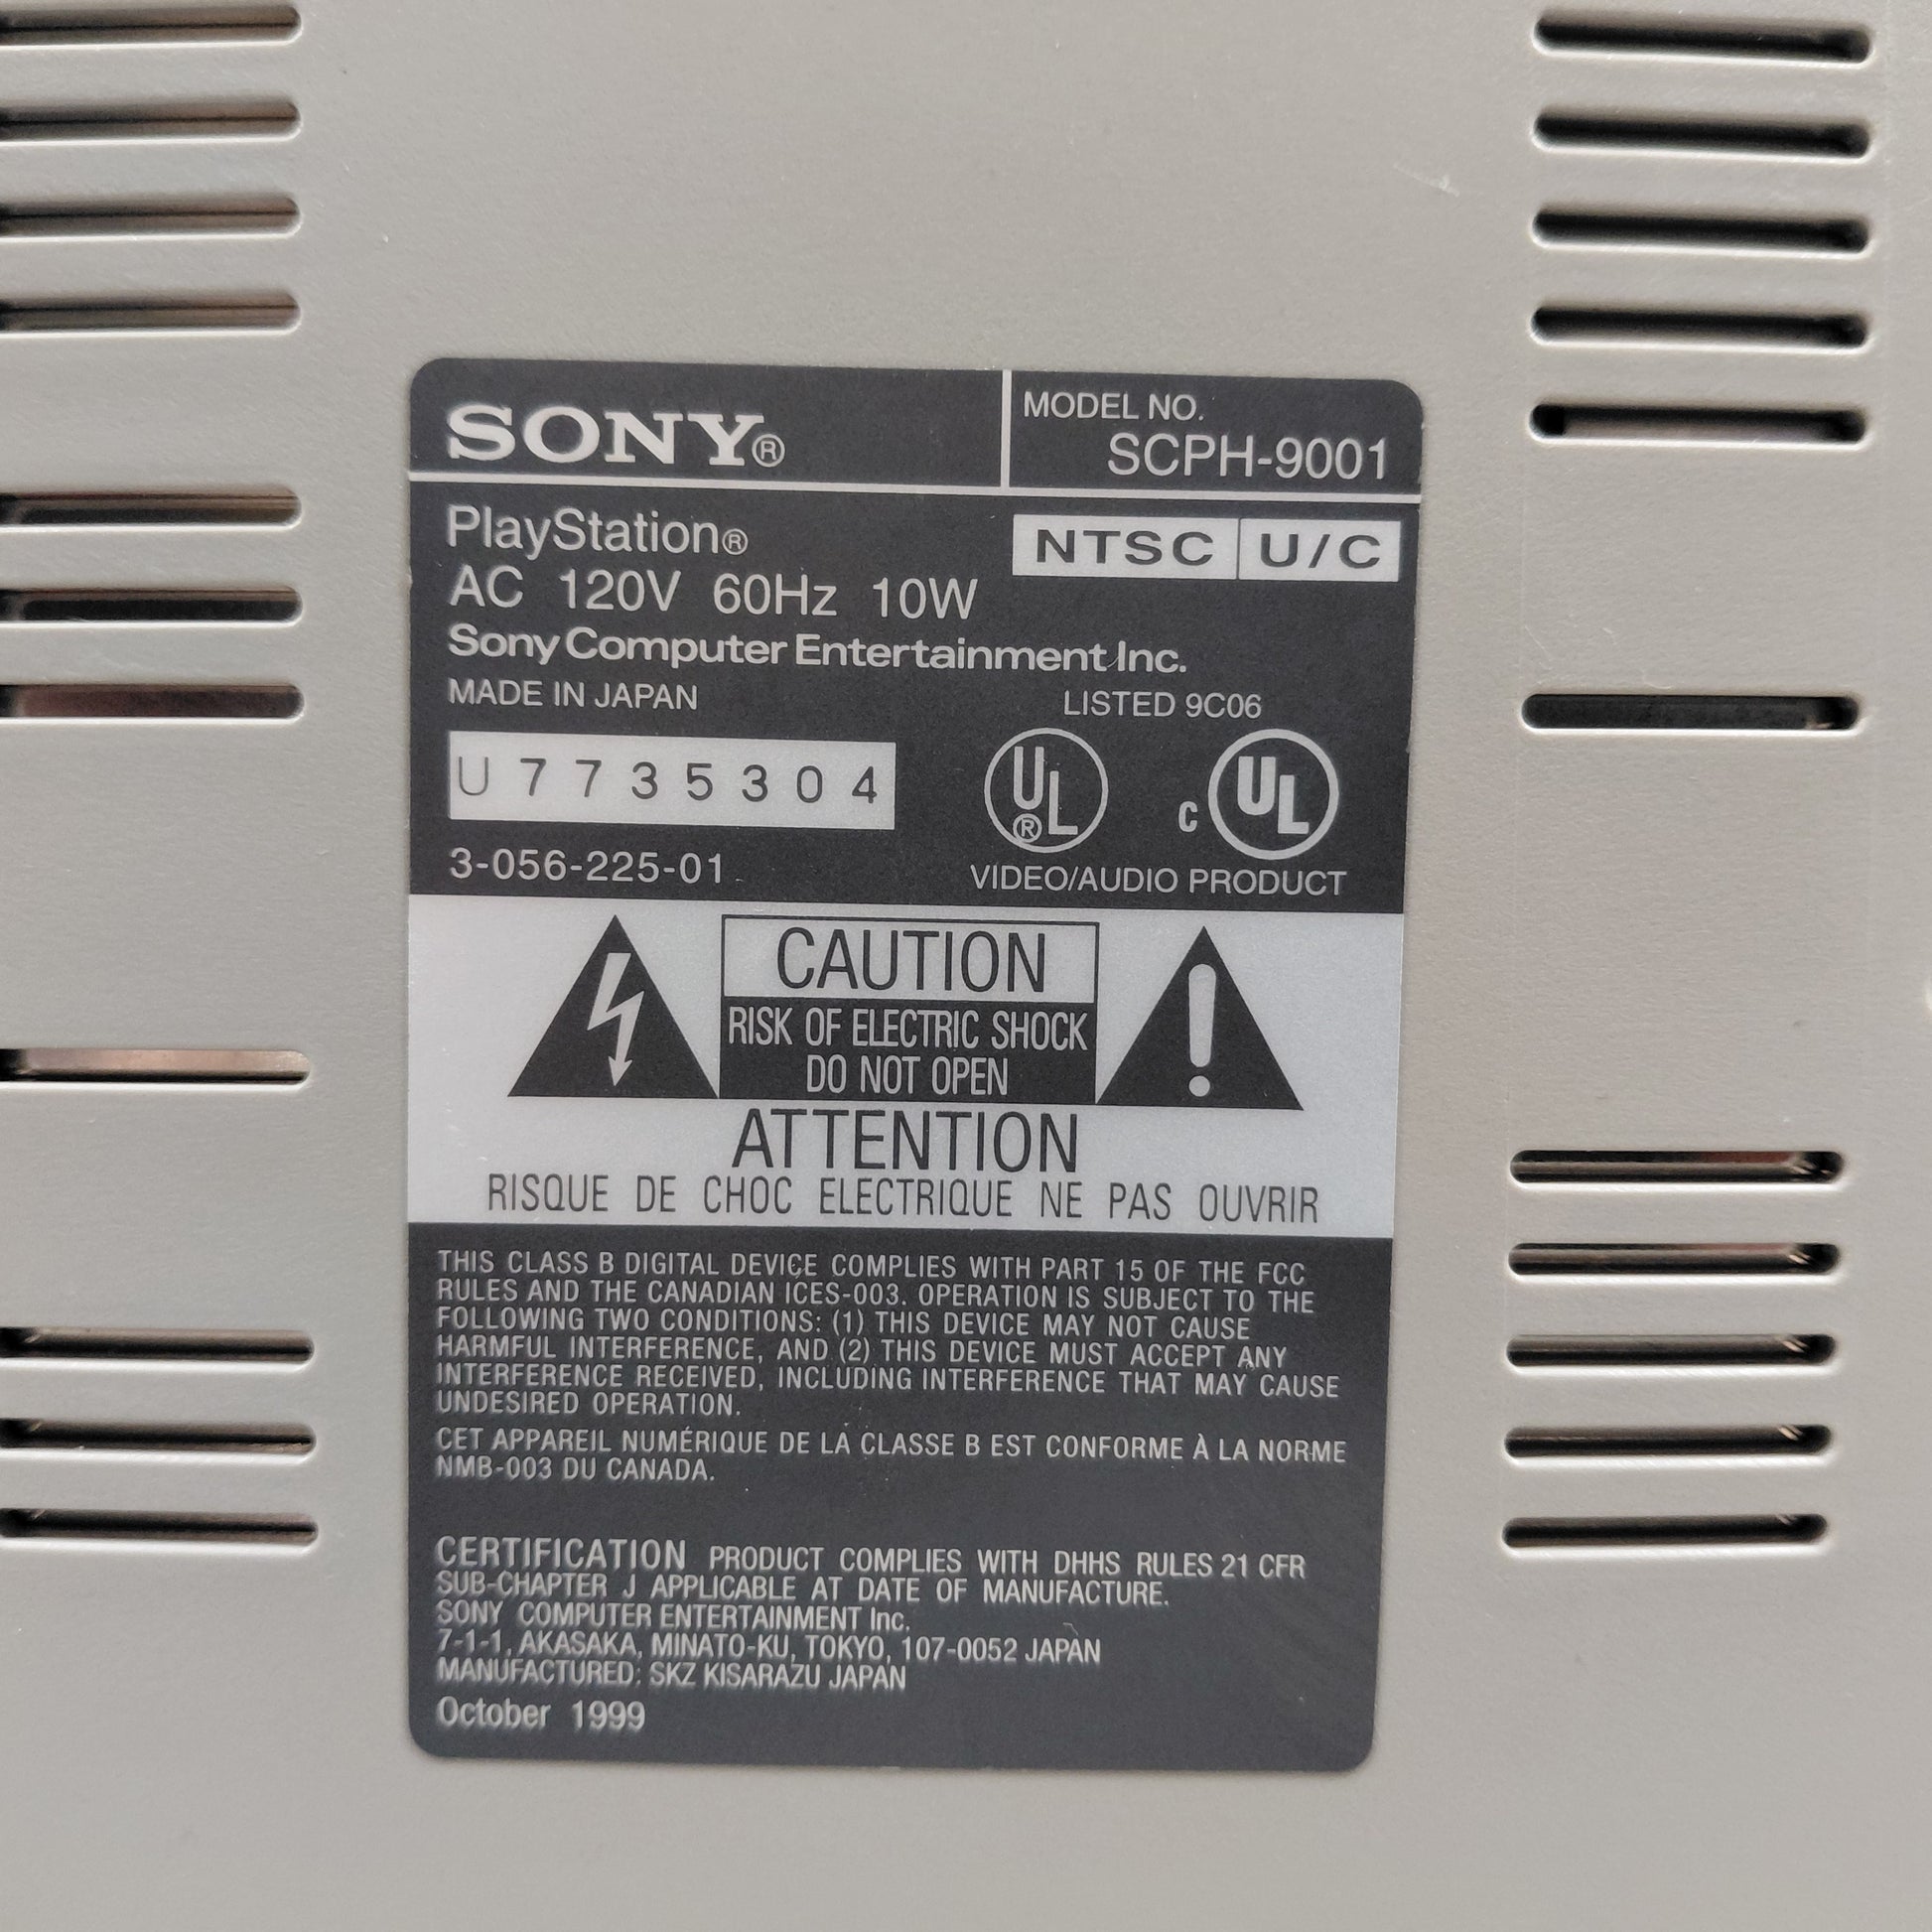 SONY®
MODEL NO.
SCPH-9001
PlayStation®
NTSC U/C
AC 120V 60Hz 10W
Sony Computer Entertainment Inc.
MADE IN JAPAN
LISTED 9C06
U7735304
UL® c UL
3-056-225-01
VIDEO/AUDIO PRODUCT
CAUTION
RISK OF ELECTRIC SHOCK
DO NOT OPEN
ATTENTION
RISQUE DE CHOC ELECTRIQUE NE PAS OUVRIR
THIS CLASS B DIGITAL DEVICE COMPLIES WITH PART 15 OF THE FCC
RULES AND THE CANADIAN ICES-003. OPERATION IS SUBJECT TO THE
FOLLOWING TWO CONDITIONS: (1) THIS DEVICE MAY NOT CAUSE
HARMFUL INTERFERENCE, AND (2) THIS DEVICE MUST ACCEPT ANY
INTERFERENCE RECEIVED, INCLUDING INTERFERENCE THAT MAY CAUSE
UNDESIRED OPERATION.
CET APPAREIL NUMÉRIQUE DE LA CLASSE B EST CONFORME À LA NORME
NMB-003 DU CANADA.
CERTIFICATION PRODUCT COMPLIES WITH DHHS RULES 21 CFR
SUB-CHAPTER J APPLICABLE AT DATE OF MANUFACTURE.
SONY COMPUTER ENTERTAINMENT Inc.
7-1-1, AKASAKA, MINATO-KU, TOKYO, 107-0052 JAPAN
MANUFACTURED: SKZ KISARAZU JAPAN
October 1999